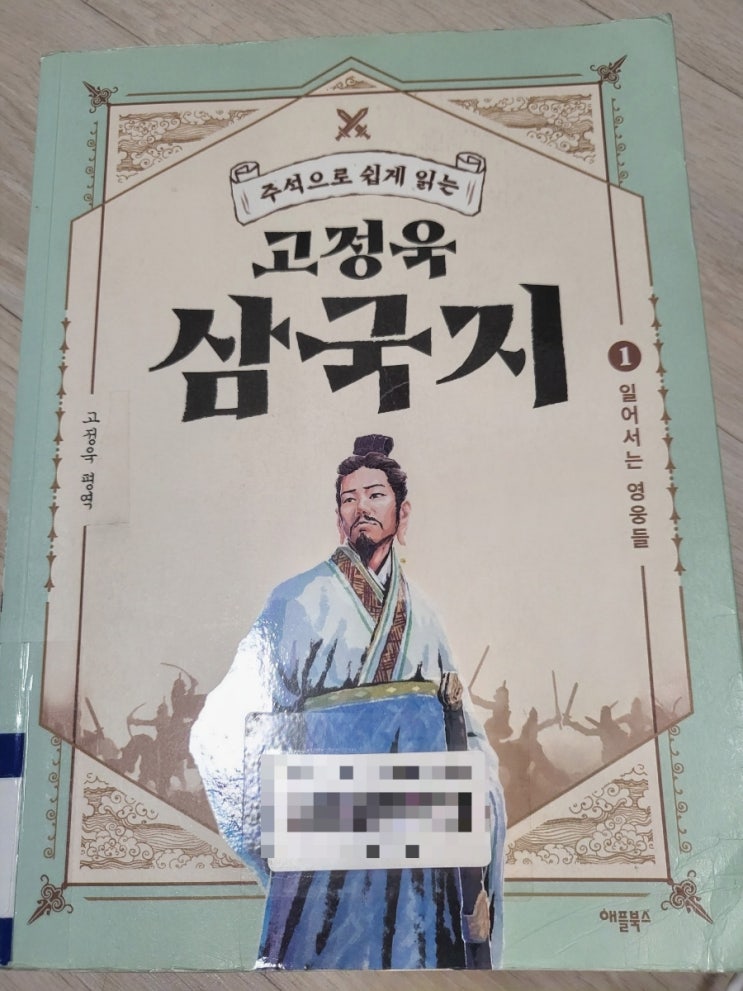 주석으로 쉽게 읽는
고정욱
삼국지
1
일어서는 영웅들
고정욱 평역
애플북스